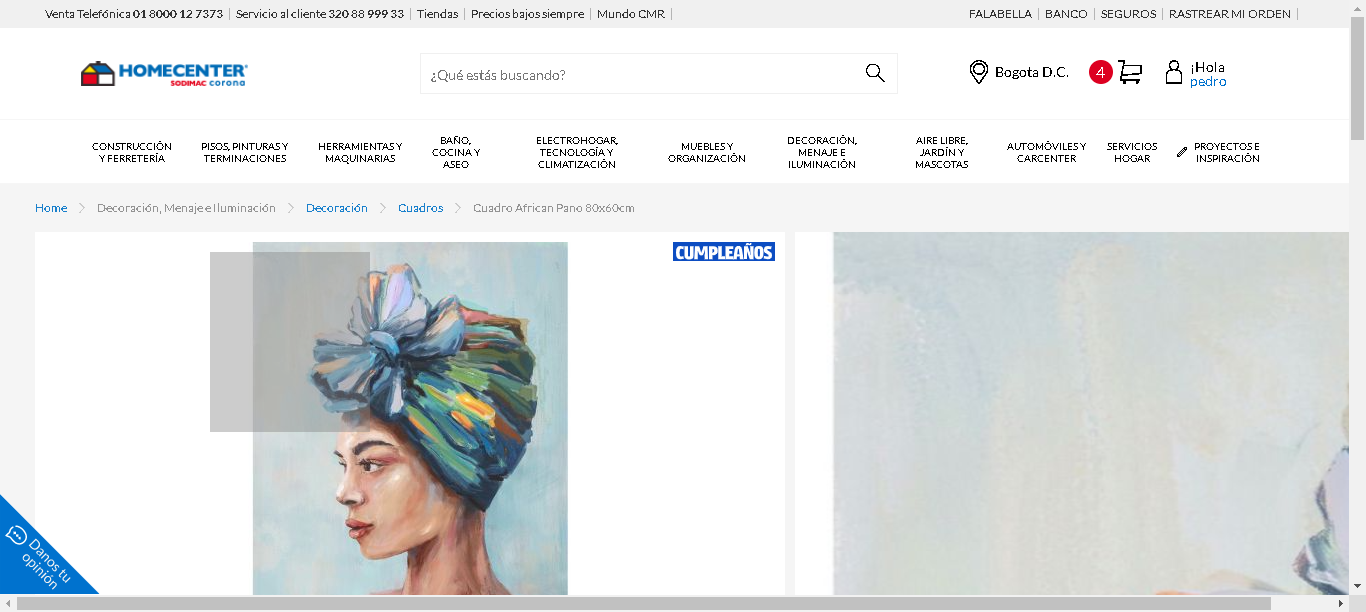 Venta Telefónica 01 8000 12 7373 Servicio al cliente 320 88 999 33 Tiendas Precios bajos siempre Mundo CMR FALABELLA BANCO SEGUROS RASTREAR MI ORDEN
HOMECENTER
SODIMAC corona
¿Qué estás buscando?
Bogota D.C.
4
¡Hola
pedro
CONSTRUCCIÓN
Y FERRETERÍA
PISOS, PINTURAS Y
TERMINACIONES
HERRAMIENTAS Y
MAQUINARIAS
BAÑO,
COCINA Y
ASEO
ELECTROHOGAR,
TECNOLOGÍA Y
CLIMATIZACIÓN
MUEBLES Y
ORGANIZACIÓN
DECORACIÓN,
MENAJE E
ILUMINACIÓN
AIRE LIBRE,
JARDÍN Y
MASCOTAS
AUTOMÓVILES Y
CARCENTER
SERVICIOS
HOGAR
PROYECTOS E
INSPIRACIÓN
Home Decoración, Menaje e Iluminación Decoración Cuadros Cuadro African Pano 80x60cm
CUMPLEAÑOS
Danos tu
opinión